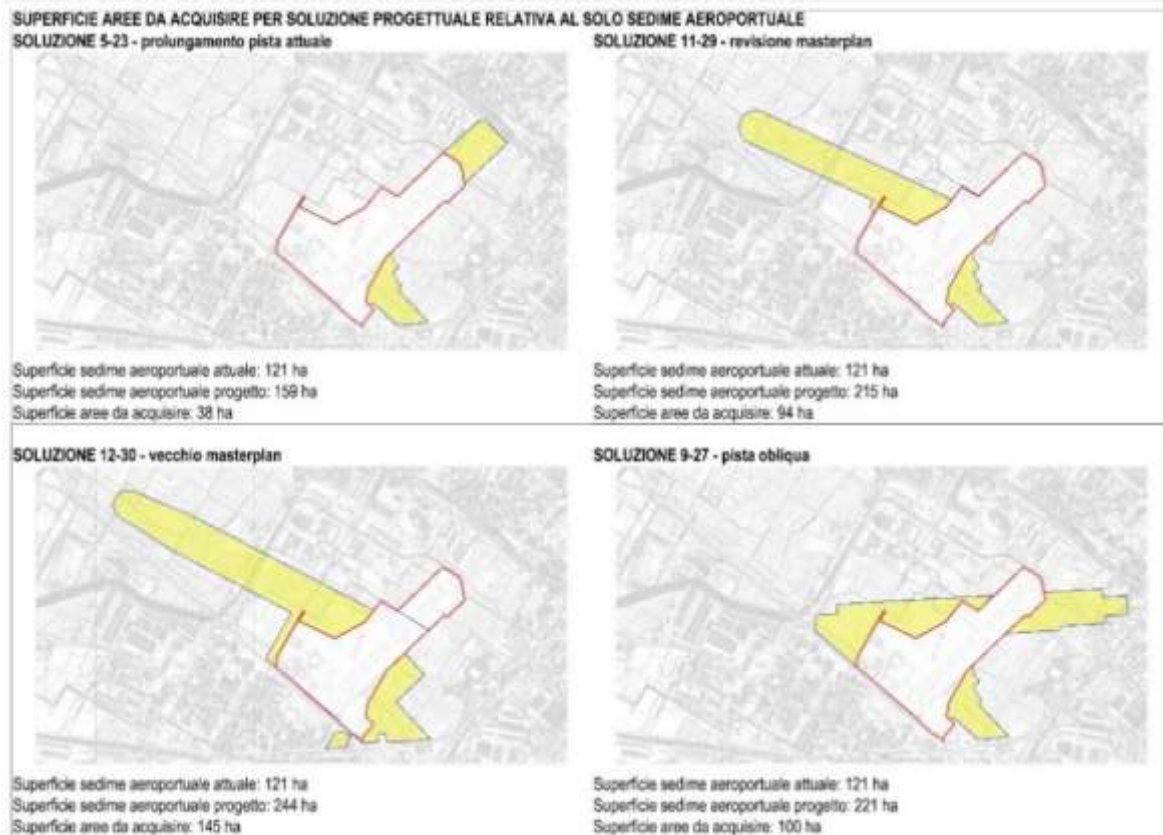 SUPERFICIE AREE DA ACQUISIRE PER SOLUZIONE PROGETTUALE RELATIVA AL SOLO SEDIME AEROPORTUALE
SOLUZIONE 5-23 - prolungamento pista attuale
Superficie sedime aeroportuale attuale: 121 ha
Superficie sedime aeroportuale progetto: 159 ha
Superficie aree da acquisire: 38 ha
SOLUZIONE 11-29 - revisione masterplan
Superficie sedime aeroportuale attuale: 121 ha
Superficie sedime aeroportuale progetto: 215 ha
Superficie aree da acquisire: 94 ha
SOLUZIONE 12-30 - vecchio masterplan
Superficie sedime aeroportuale attuale: 121 ha
Superficie sedime aeroportuale progetto: 244 ha
Superficie aree da acquisire: 145 ha
SOLUZIONE 9-27 - pista obliqua
Superficie sedime aeroportuale attuale: 121 ha
Superficie sedime aeroportuale progetto: 221 ha
Superficie aree da acquisire: 100 ha